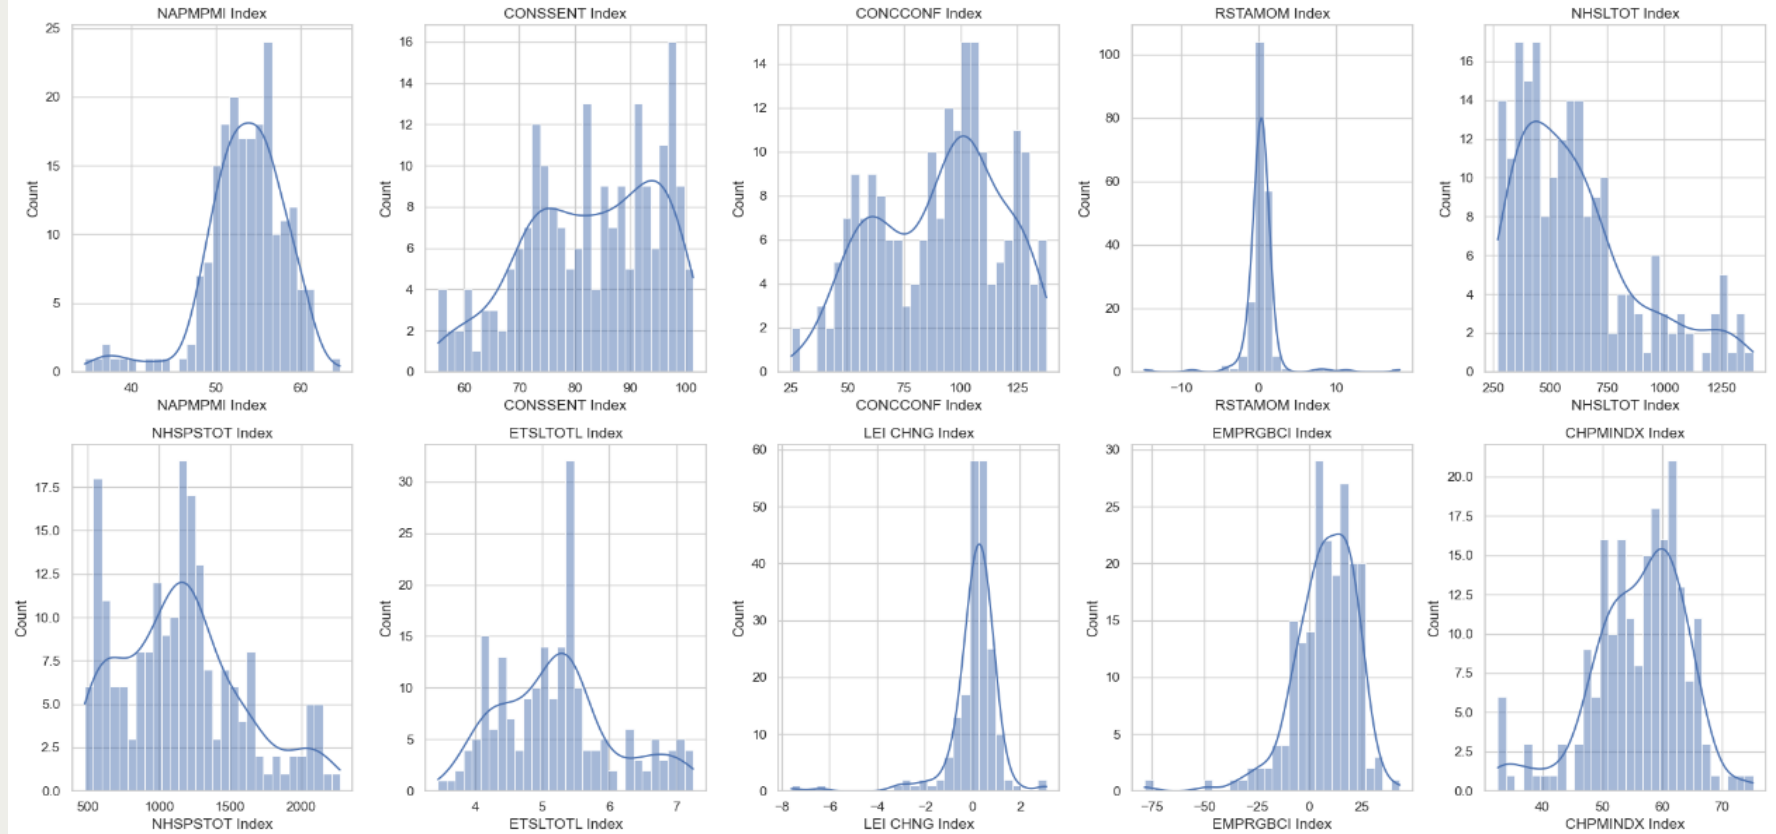 NAPMPMI Index
25
20
15
10
5
0
Count
40 50 60
NAPMPMI Index
CONSSENT Index
16
14
12
10
8
6
4
2
0
Count
60 70 80 90 100
CONSSENT Index
CONCCONF Index
14
12
10
8
6
4
2
0
Count
25 50 75 100 125
CONCCONF Index
RSTAMOM Index
100
80
60
40
20
0
Count
−10 0 10
RSTAMOM Index
NHSLTOT Index
16
14
12
10
8
6
4
2
0
Count
250 500 750 1000 1250
NHSLTOT Index
NHSPSTOT Index
17.5
15.0
12.5
10.0
7.5
5.0
2.5
0.0
Count
500 1000 1500 2000
NHSPSTOT Index
ETSLTOTL Index
30
25
20
15
10
5
0
Count
4 5 6 7
ETSLTOTL Index
LEI CHNG Index
60
50
40
30
20
10
0
Count
−8 −6 −4 −2 0 2
LEI CHNG Index
EMPRGBCI Index
30
25
20
15
10
5
0
Count
−75 −50 −25 0 25
EMPRGBCI Index
CHPMINDX Index
20.0
17.5
15.0
12.5
10.0
7.5
5.0
2.5
0.0
Count
40 50 60 70
CHPMINDX Index